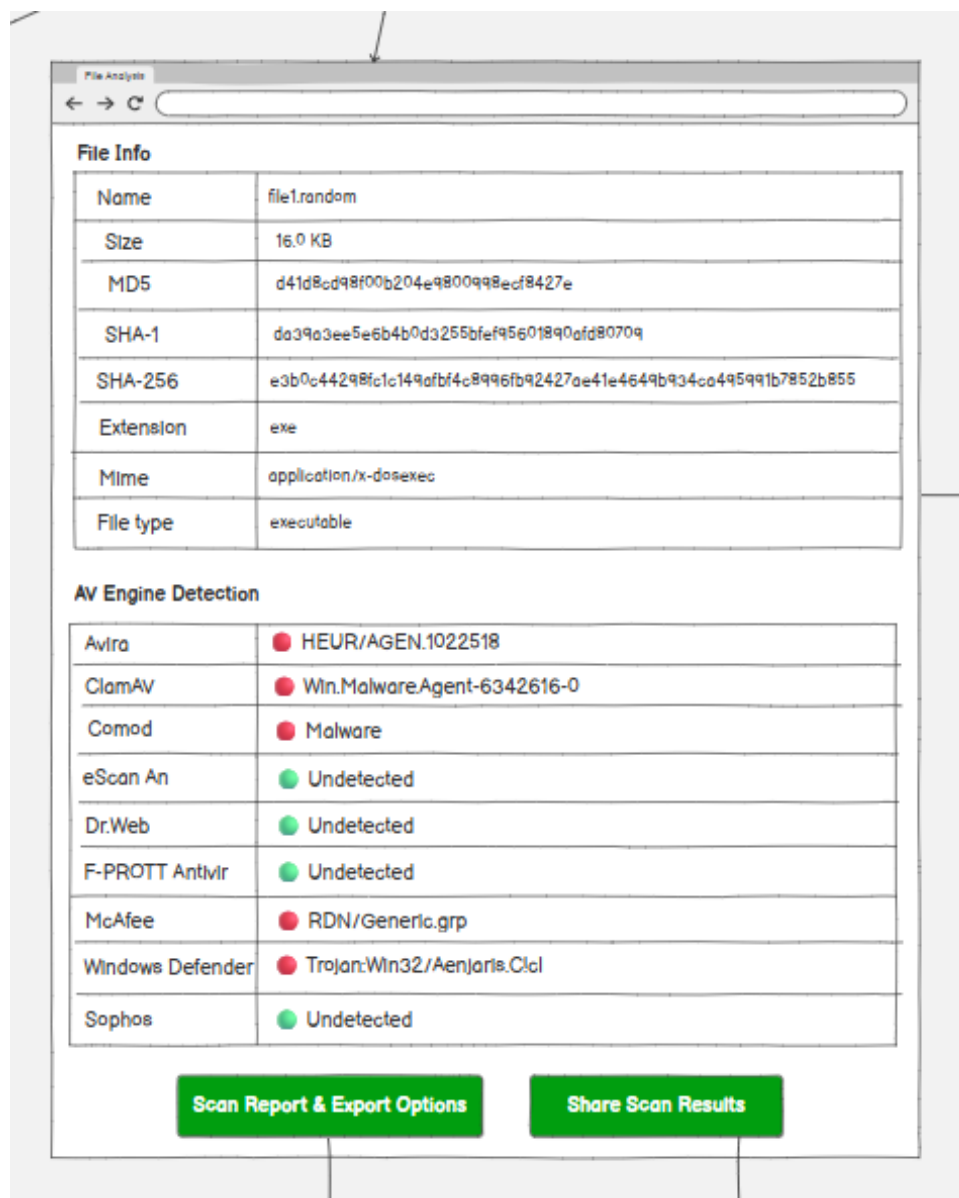 File Analysis
File Info
Name file1.random
Size 16.0 KB
MD5 d41d8cd98f00b204e9800998ecf8427e
SHA-1 da39a3ee5e6b4b0d3255bfef95601890afd80709
SHA-256 e3b0c44298fc1c149afbf4c8996fb92427ae41e4649b934ca495991b7852b855
Extension exe
Mime application/x-dosexec
File type executable
AV Engine Detection
Avira HEUR/AGEN.1022518
ClamAV Win.Malware.Agent-6342616-0
Comod Malware
eScan An Undetected
Dr.Web Undetected
F-PROTT Antivir Undetected
McAfee RDN/Generic.grp
Windows Defender Trojan:Win32/Aenjaris.C!cl
Sophos Undetected
Scan Report & Export Options Share Scan Results